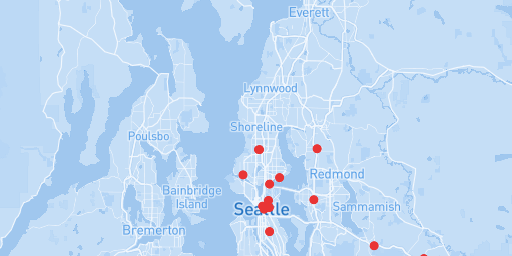 Everett
Lynnwood
Shoreline
Poulsbo
Redmond
Bainbridge
Island
Sammamish
Seattle
Bremerton